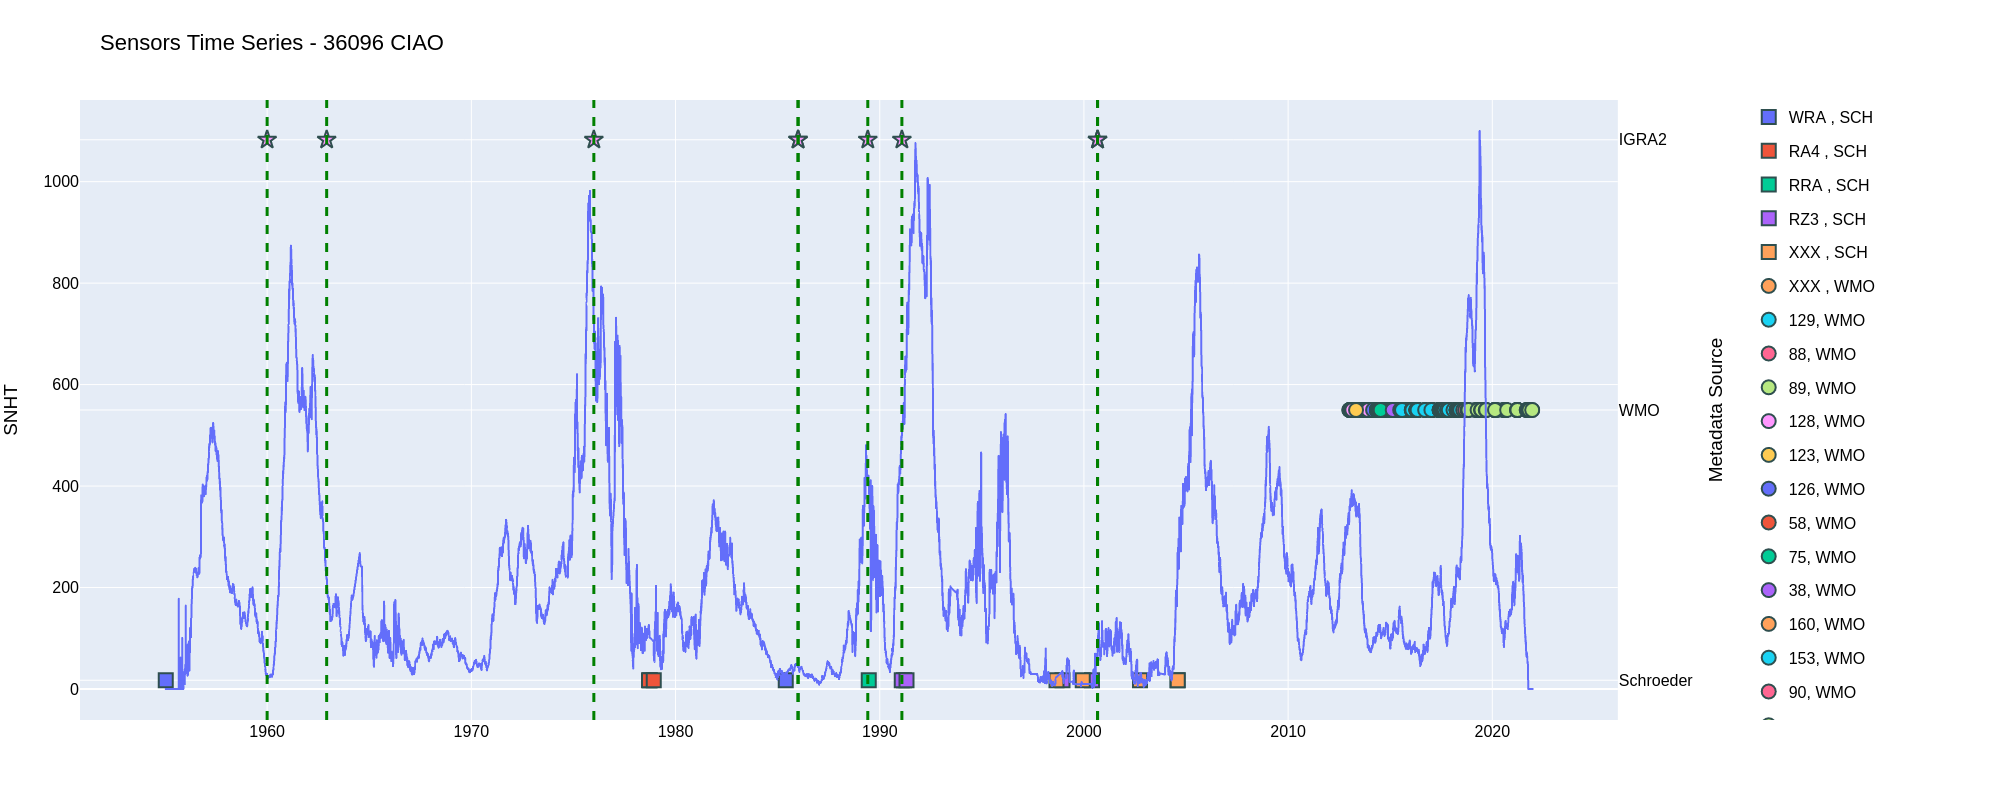 Sensors Time Series - 36096 CIAO
SNHT
1000
800
600
400
200
0
1960
1970
1980
1990
2000
2010
2020
IGRA2
WMO
Schroeder
Metadata Source
WRA , SCH
RA4 , SCH
RRA , SCH
RZ3 , SCH
XXX , SCH
XXX , WMO
129, WMO
88, WMO
89, WMO
128, WMO
123, WMO
126, WMO
58, WMO
75, WMO
38, WMO
160, WMO
153, WMO
90, WMO